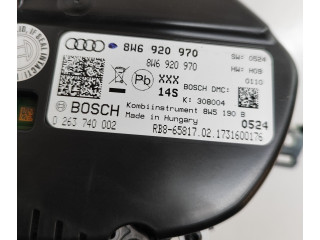 8W6 920 970
SW: 0524
8W6 920 970
HW: H08
Pb
XXX
0110
14S
BOSCH DMC:
K: 308004
BOSCH
Kombiinstrument 8W5 190 B
Made in Hungary
0524
0 263 740 002
RB8-65817.02.1731600176